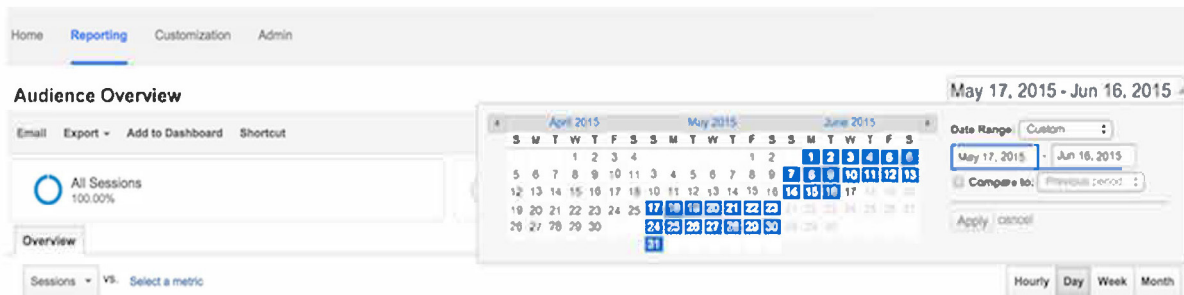 Home Reporting Customization Admin
Audience Overview
May 17, 2015 - Jun 16, 2015
Email Export Add to Dashboard Shortcut
All Sessions
100.00%
Overview
Sessions VS. Select a metric
April 2015 May 2015 June 2015
S M T W T F S S M T W T F S S M T W T F S
1 2 3 4 1 2 1 2 3 4 5 6
5 6 7 8 9 10 11 3 4 5 6 7 8 9 7 8 9 10 11 12 13
12 13 14 15 16 17 18 10 11 12 13 14 15 16 14 15 16 17
19 20 21 22 23 24 25 17 18 19 20 21 22 23
26 27 28 29 30 24 25 26 27 28 29 30
31
Date Range: Custom
May 17, 2015 - Jun 16, 2015
Compare to: Previous period
Apply cancel
Hourly Day Week Month